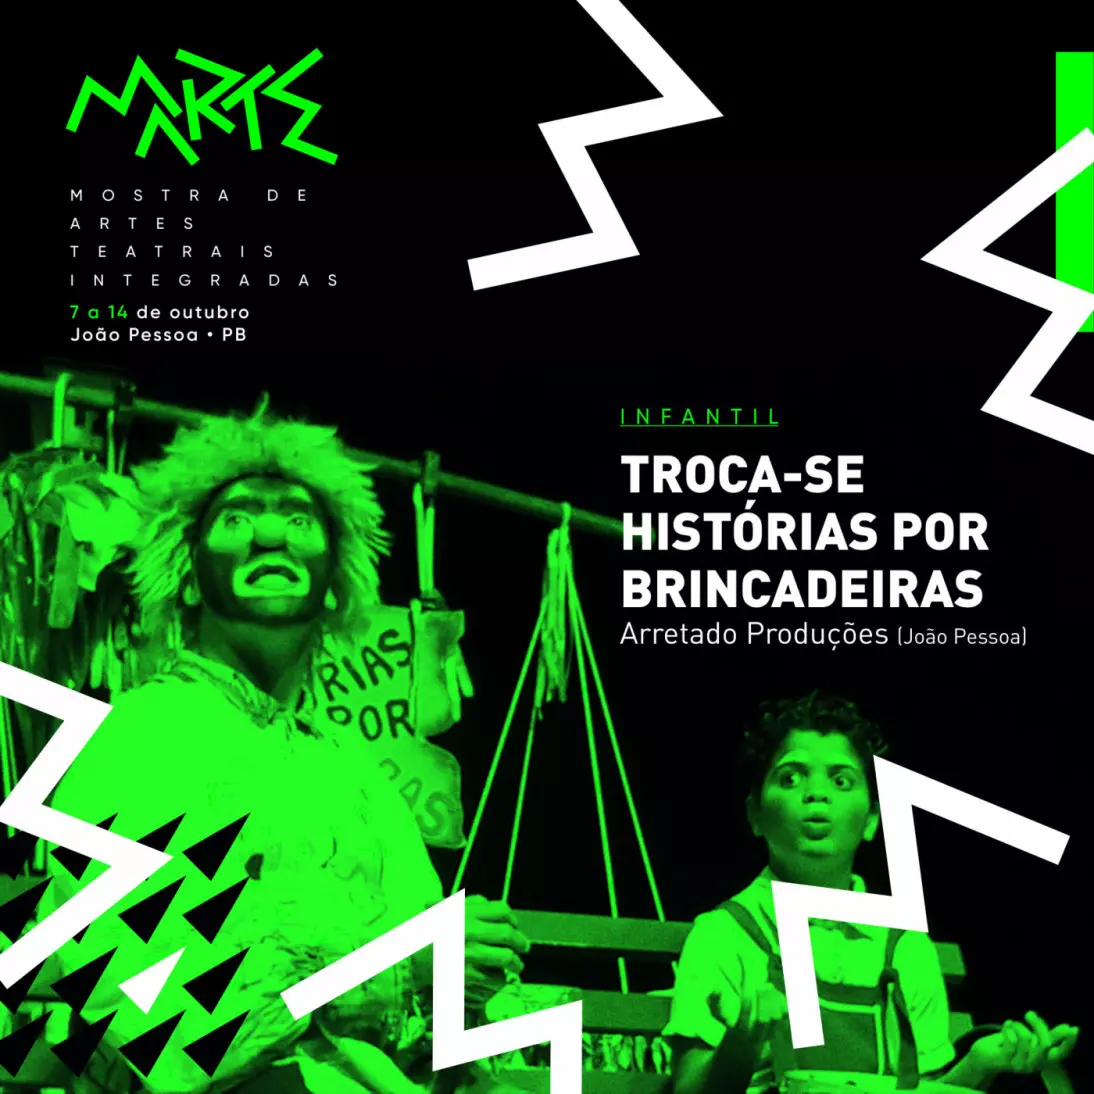 MARTE
MOSTRA DE
ARTES
TEATRAIS
INTEGRADAS
7 a 14 de outubro
João Pessoa • PB
INFANTIL
TROCA-SE
HISTÓRIAS POR
BRINCADEIRAS
Arretado Produções (João Pessoa)
RIAS
POR
CAS